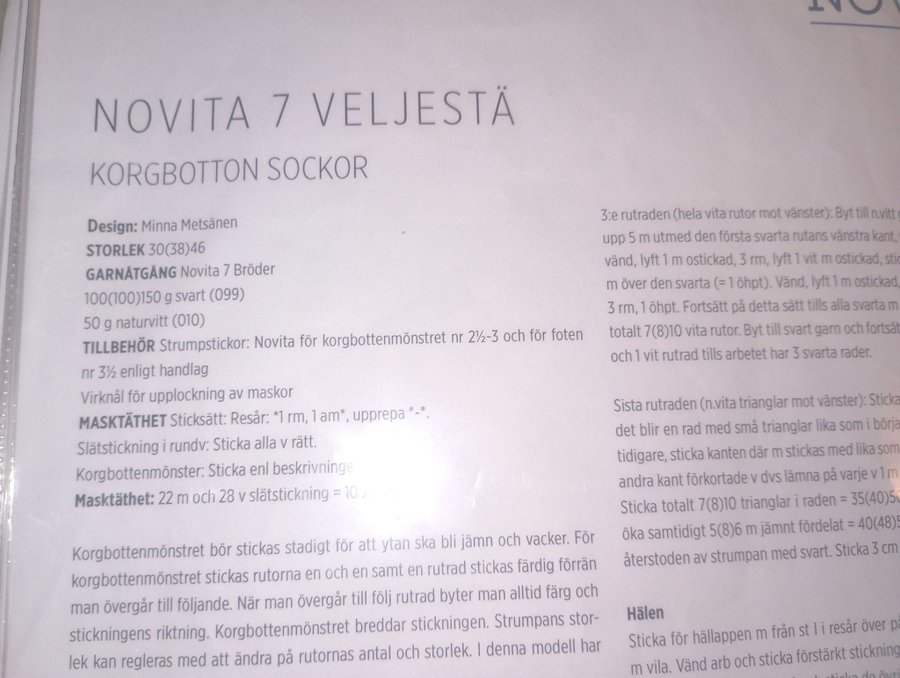 NOV
NOVITA 7 VELJESTÄ
KORGBOTTON SOCKOR
Design: Minna Metsänen
STORLEK 30(38)46
GARNÅTGÅNG Novita 7 Bröder
100(100)150 g svart (099)
50 g naturvitt (010)
TILLBEHÖR Strumpstickor: Novita för korgbottenmönstret nr 2½-3 och för foten
nr 3½ enligt handlag
Virknål för upplockning av maskor
MASKTÄTHET Sticksätt: Resår: *1 rm, 1 am*, upprepa *-*.
Slätstickning i rundv: Sticka alla v rätt.
Korgbottenmönster: Sticka enl beskrivninge
Masktäthet: 22 m och 28 v slätstickning = 10
Korgbottenmönstret bör stickas stadigt för att ytan ska bli jämn och vacker. För
korgbottenmönstret stickas rutorna en och en samt en rutrad stickas färdig förrän
man övergår till följande. När man övergår till följ rutrad byter man alltid färg och
stickningens riktning. Korgbottenmönstret breddar stickningen. Strumpans stor-
lek kan regleras med att ändra på rutornas antal och storlek. I denna modell har
3:e rutraden (hela vita rutor mot vänster): Byt till n.vitt
upp 5 m utmed den första svarta rutans vänstra kant,
vänd, lyft 1 m ostickad, 3 rm, lyft 1 vit m ostickad,
m över den svarta (= 1 öhpt). Vänd, lyft 1 m ostickad,
3 rm, 1 öhpt. Fortsätt på detta sätt tills alla svarta m
totalt 7(8)10 vita rutor. Byt till svart garn och
och 1 vit rutrad tills arbetet har 3 svarta rader.
Sista rutraden (n.vita trianglar mot vänster): Sticka
det blir en rad med små trianglar lika som i börja
tidigare, sticka kanten där m stickas med lika som
andra kant förkortade v dvs lämna på varje v 1 m
Sticka totalt 7(8)10 trianglar i raden = 35(40)5
öka samtidigt 5(8)6 m jämnt fördelat = 40(48)5
återstoden av strumpan med svart. Sticka 3 cm
Hälen
Sticka för hällappen m från st I i resår över
m vila. Vänd arb och sticka förstärkt stickning